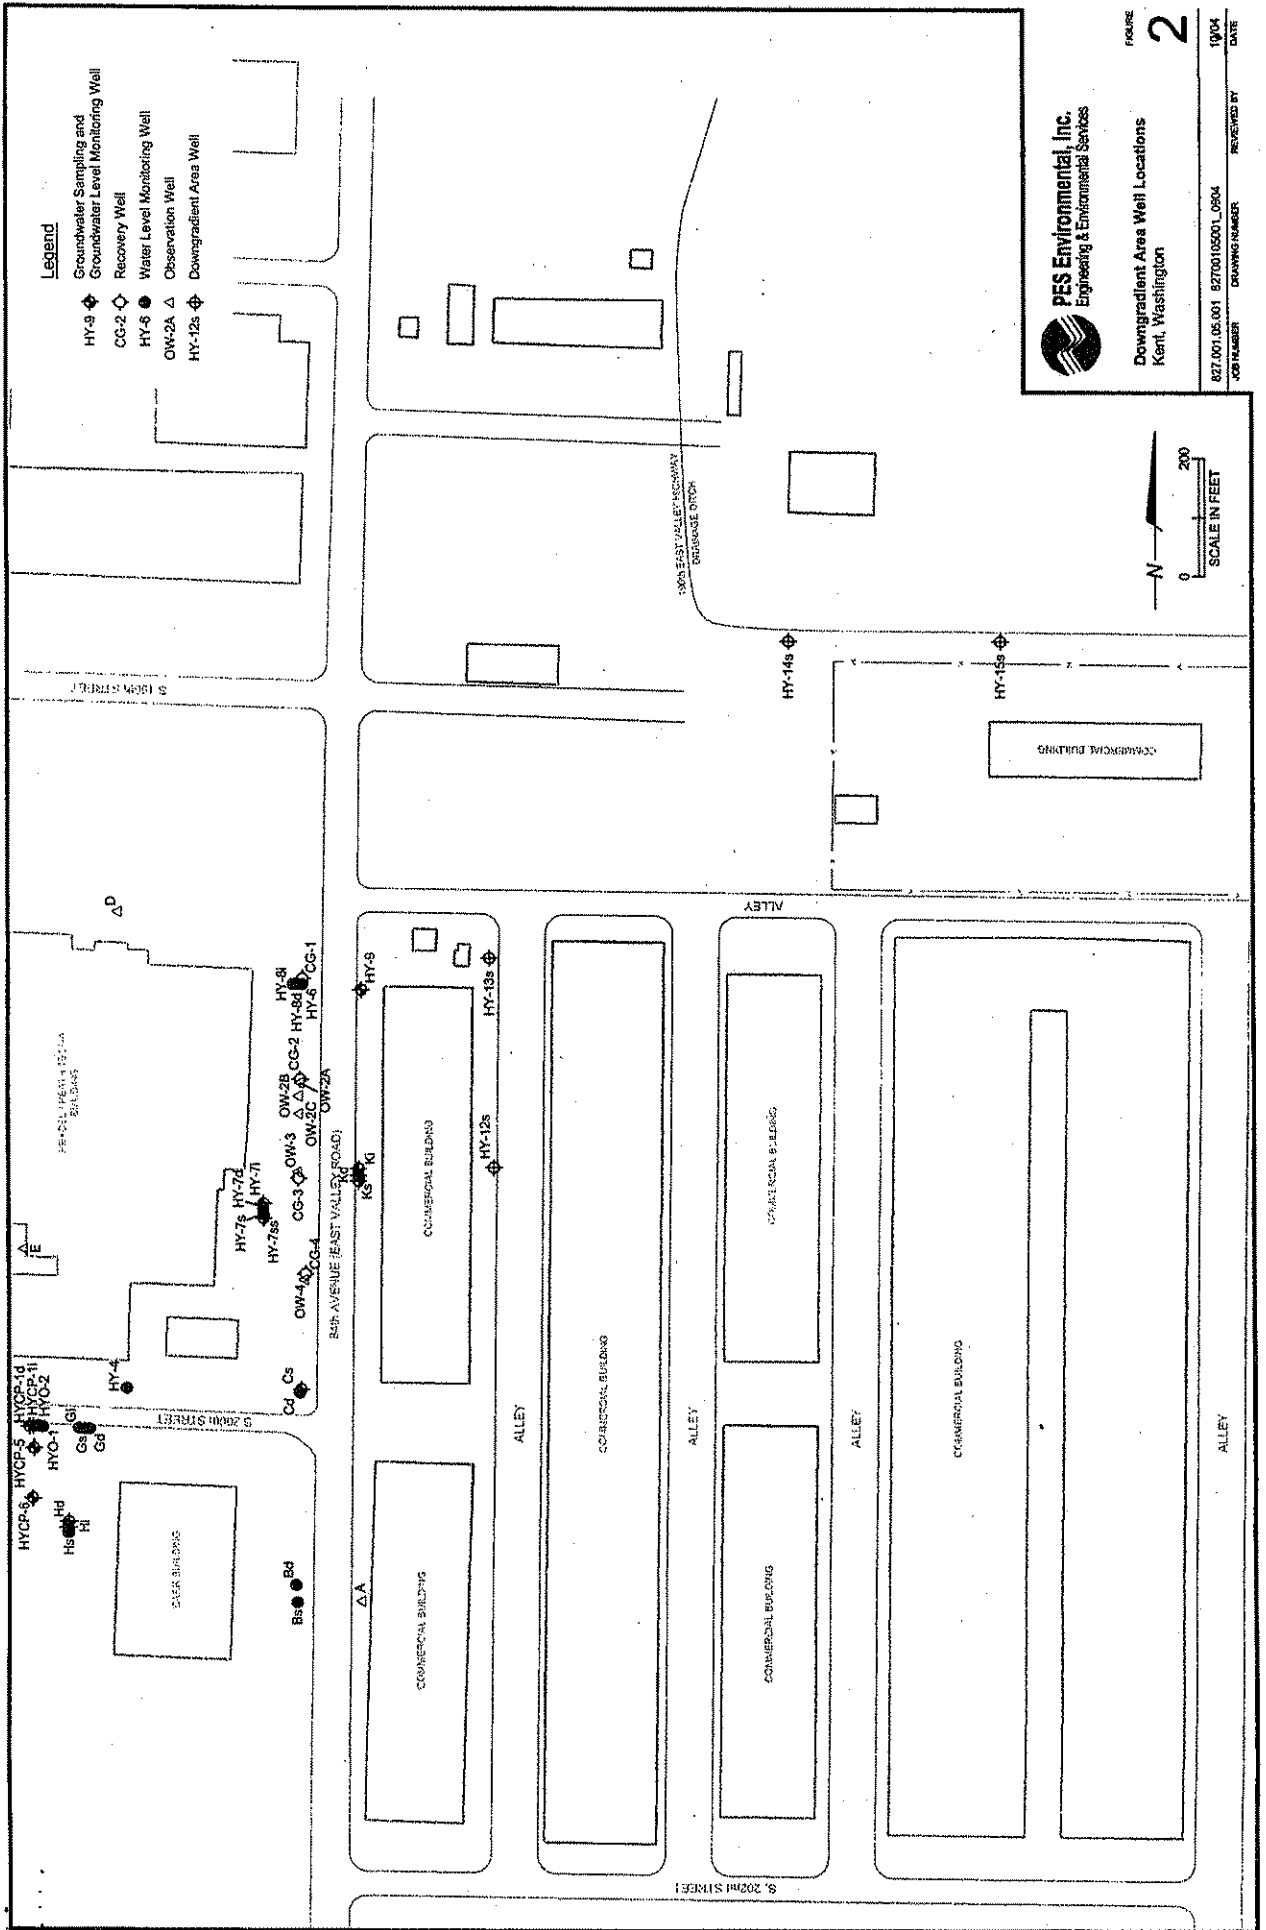 Legend
HY-9 Groundwater Sampling and
Groundwater Level Monitoring Well
CG-2 Recovery Well
HY-6 Water Level Monitoring Well
OW-2A Observation Well
HY-12s Downgradient Area Well
HYCP-6
HYCP-5
HYCP-1d
HYCP-1i
HYO-2
HYO-1
Hs
Hd
Hi
Gs
Gi
Gd
HY-4
E
D
BUILDING
S 200th STREET
Bs
Bd
Cd
Cs
OW-4
CG-4
HY-7s
HY-7d
HY-7i
HY-7ss
CG-3
OW-3
OW-2B
OW-2C
CG-2
OW-2A
HY-8i
HY-8d
HY-6
CG-1
84th AVENUE (EAST VALLEY ROAD)
A
Kd
Ks
Ki
HY-9
HY-12s
HY-13s
COMMERCIAL BUILDING
COMMERCIAL BUILDING
ALLEY
COMMERCIAL BUILDING
ALLEY
ALLEY
COMMERCIAL BUILDING
COMMERCIAL BUILDING
ALLEY
COMMERCIAL BUILDING
ALLEY
S. 202nd STREET
COMMERCIAL BUILDING
HY-14s
HY-15s
EAST VALLEY HIGHWAY
DRAINAGE DITCH
N
0 200
SCALE IN FEET
PES Environmental, Inc.
Engineering & Environmental Services
Downgradient Area Well Locations
Kent, Washington
FIGURE
2
827.001.05.001 82700105001_0904 10/04
JOB NUMBER DRAWING NUMBER REVIEWED BY DATE